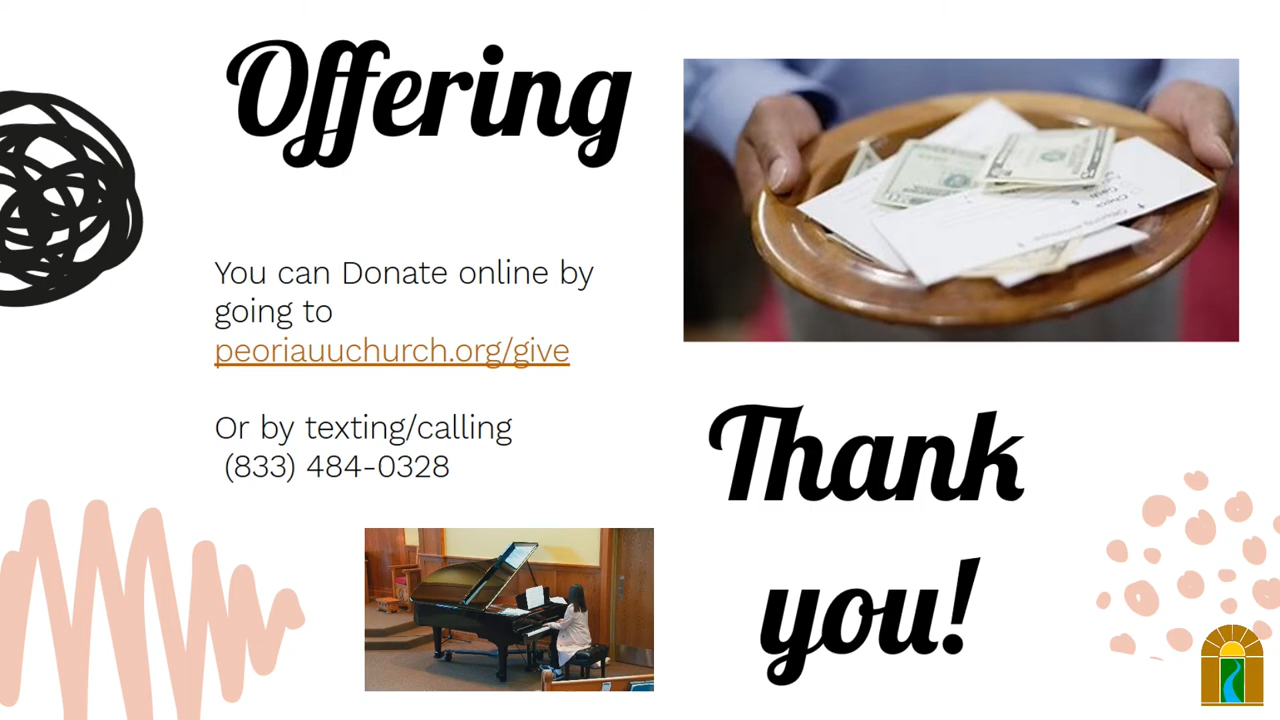 Offering
You can Donate online by
going to
peoriauuchurch.org/give
Or by texting/calling
(833) 484-0328
Thank
you!